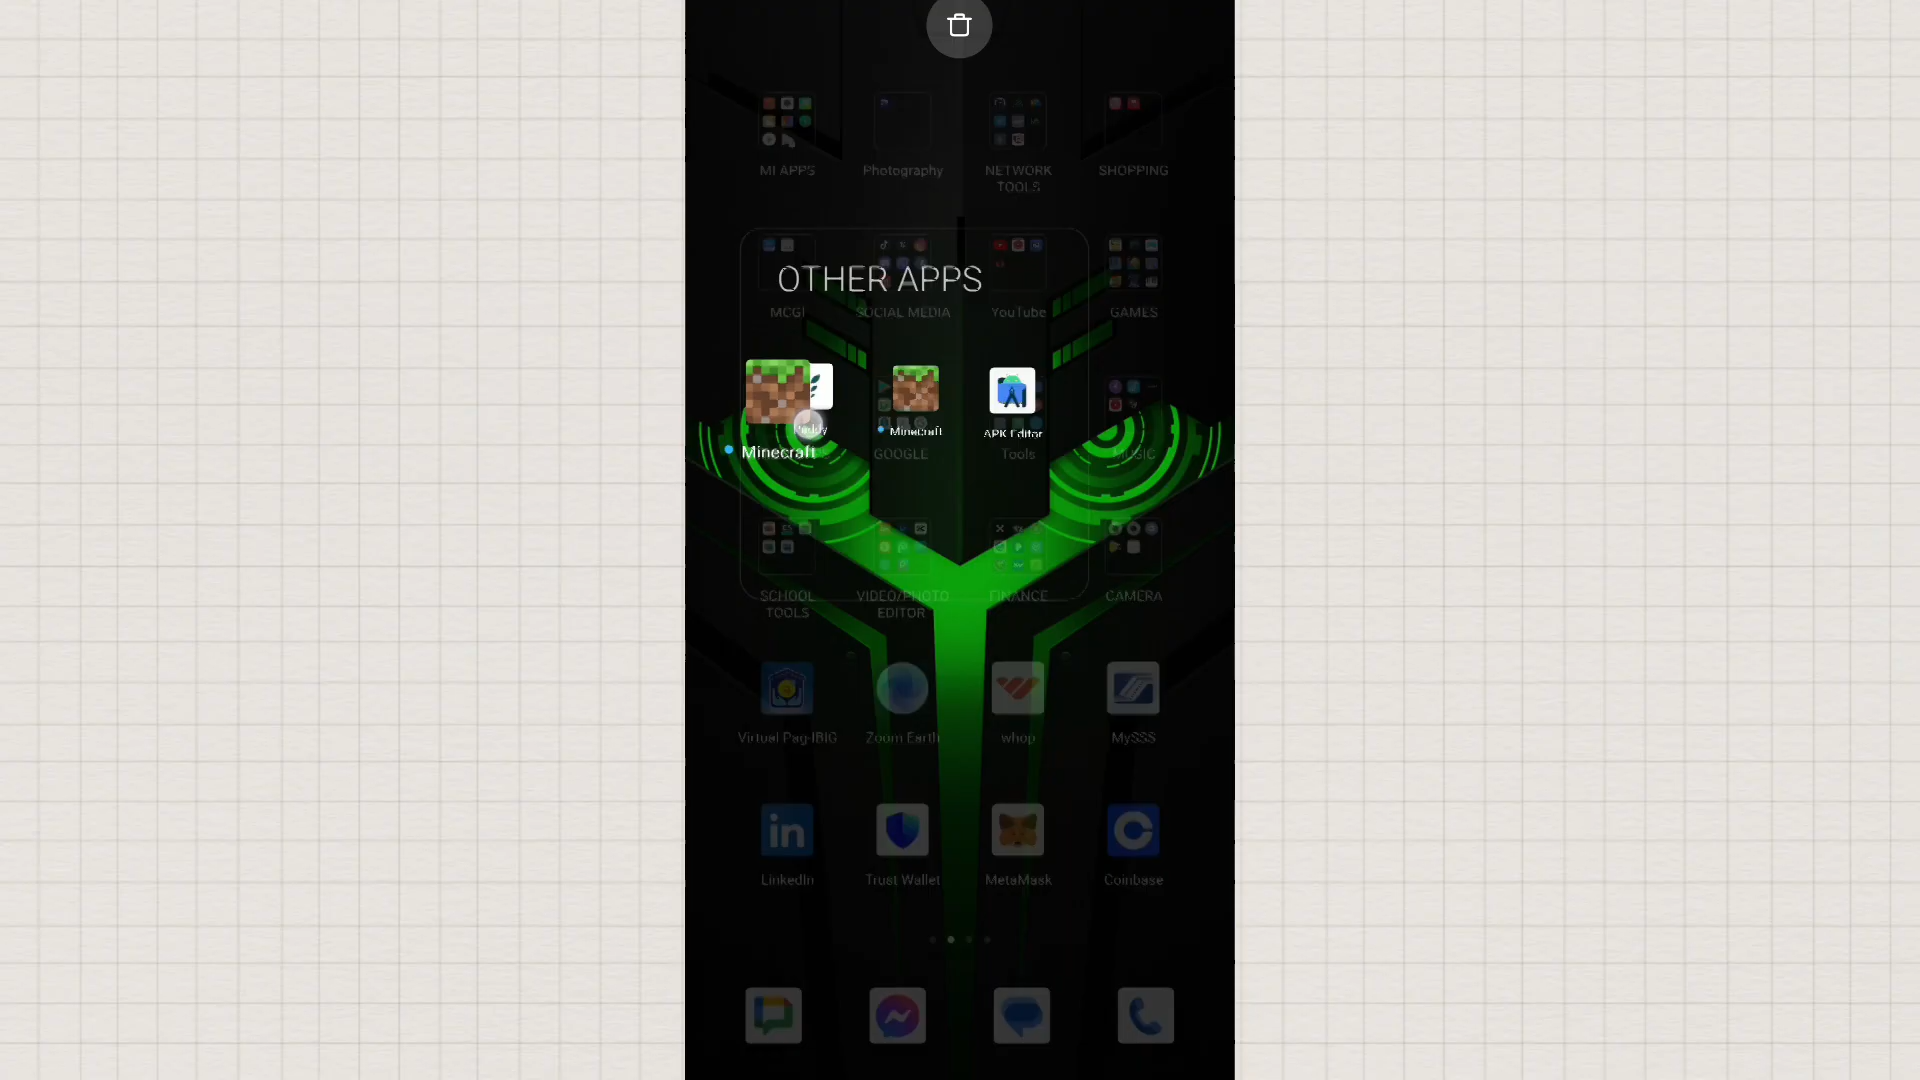 MI APPS
Photography
NETWORK
TOOLS
SHOPPING
OTHER APPS
MCGI
SOCIAL MEDIA
YouTube
GAMES
Minecraft
APK Editor
Minecraft
GOOGLE
Tools
MUSIC
SCHOOL
TOOLS
VIDEO/PHOTO
EDITOR
FINANCE
CAMERA
Virtual Pag-IBIG
Zoom Earth
whop
MySSS
in
LinkedIn
Trust Wallet
MetaMask
Coinbase